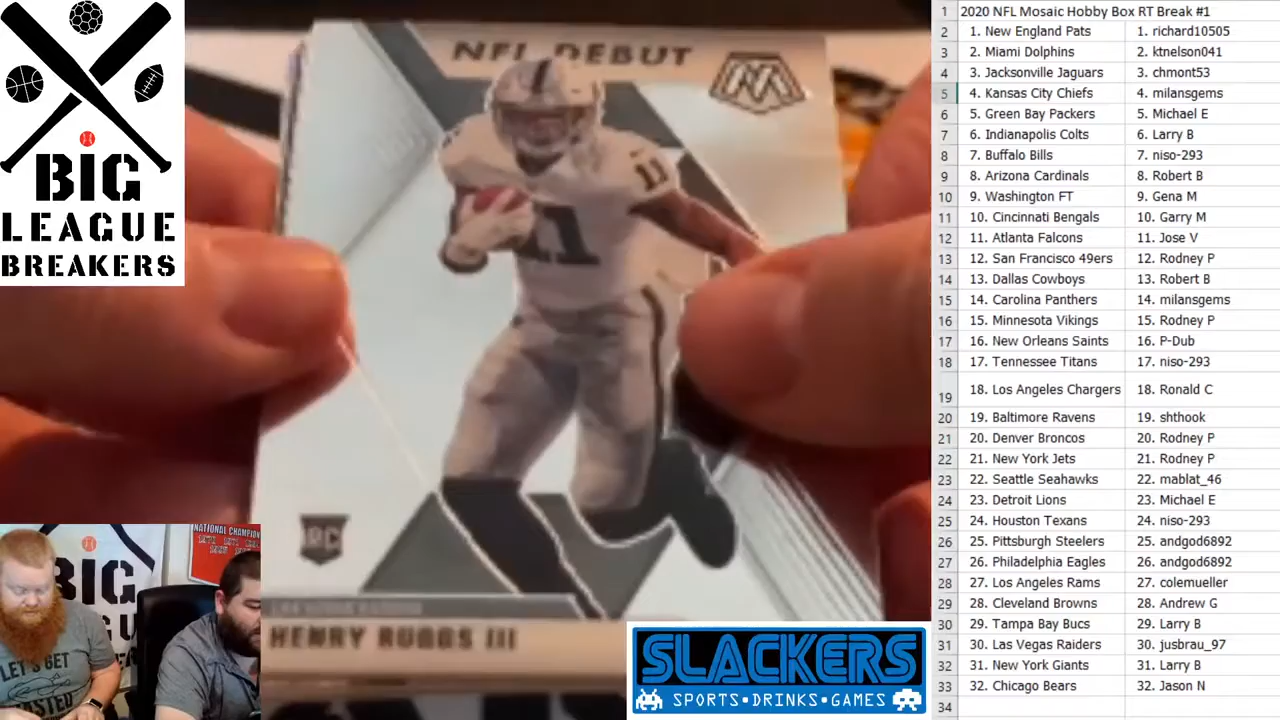 BIG
LEAGUE
BREAKERS
NFL DEBUT
M
11
11
RC
HENRY RUGGS III
NATIONAL CHAMPION
BIG
LET'S GET
SLACKERS
SPORTS•DRINKS•GAMES
1 2020 NFL Mosaic Hobby Box RT Break #1
2 1. New England Pats 1. richard10505
3 2. Miami Dolphins 2. ktnelson041
4 3. Jacksonville Jaguars 3. chmont53
5 4. Kansas City Chiefs 4. milansgems
6 5. Green Bay Packers 5. Michael E
7 6. Indianapolis Colts 6. Larry B
8 7. Buffalo Bills 7. niso-293
9 8. Arizona Cardinals 8. Robert B
10 9. Washington FT 9. Gena M
11 10. Cincinnati Bengals 10. Garry M
12 11. Atlanta Falcons 11. Jose V
13 12. San Francisco 49ers 12. Rodney P
14 13. Dallas Cowboys 13. Robert B
15 14. Carolina Panthers 14. milansgems
16 15. Minnesota Vikings 15. Rodney P
17 16. New Orleans Saints 16. P-Dub
18 17. Tennessee Titans 17. niso-293
19 18. Los Angeles Chargers 18. Ronald C
20 19. Baltimore Ravens 19. shthook
21 20. Denver Broncos 20. Rodney P
22 21. New York Jets 21. Rodney P
23 22. Seattle Seahawks 22. mablat_46
24 23. Detroit Lions 23. Michael E
25 24. Houston Texans 24. niso-293
26 25. Pittsburgh Steelers 25. andgod6892
27 26. Philadelphia Eagles 26. andgod6892
28 27. Los Angeles Rams 27. colemueller
29 28. Cleveland Browns 28. Andrew G
30 29. Tampa Bay Bucs 29. Larry B
31 30. Las Vegas Raiders 30. jusbrau_97
32 31. New York Giants 31. Larry B
33 32. Chicago Bears 32. Jason N
34